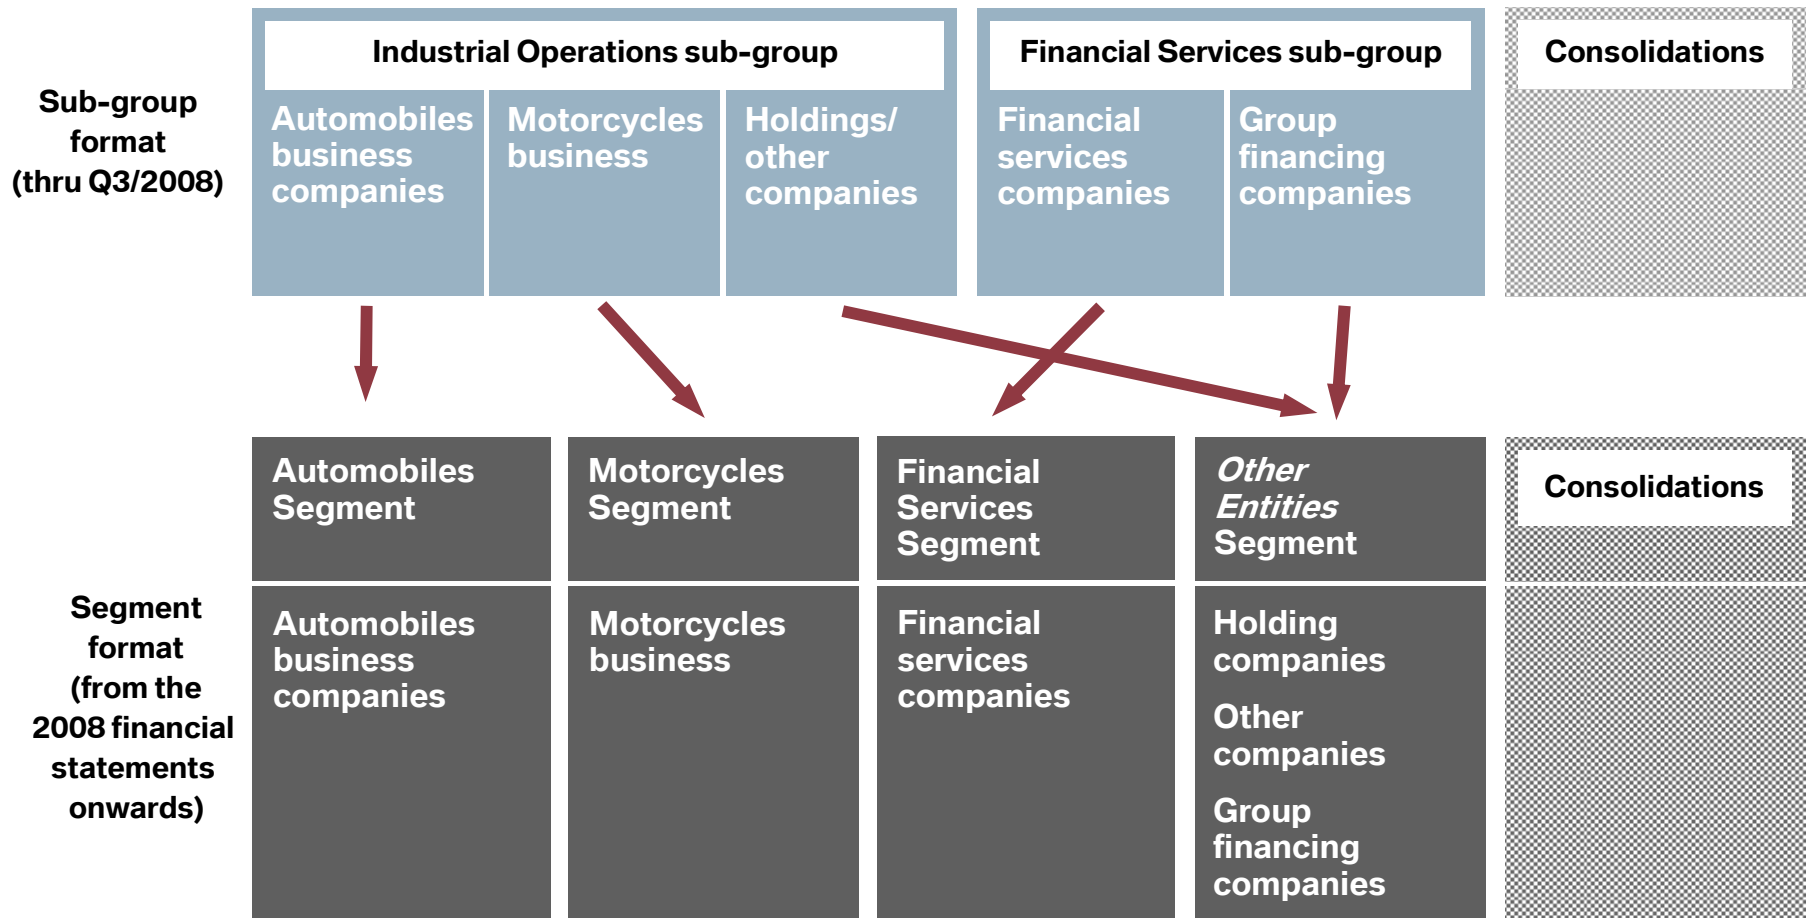 Industrial Operations sub-group
Financial Services sub-group
Consolidations
Sub-group
format
(thru Q3/2008)
Automobiles
business
companies
Motorcycles
business
Holdings/
other
companies
Financial
services
companies
Group
financing
companies
Automobiles
Segment
Motorcycles
Segment
Financial
Services
Segment
Other
Entities
Segment
Consolidations
Segment
format
(from the
2008 financial
statements
onwards)
Automobiles
business
companies
Motorcycles
business
Financial
services
companies
Holding
companies
Other
companies
Group
financing
companies